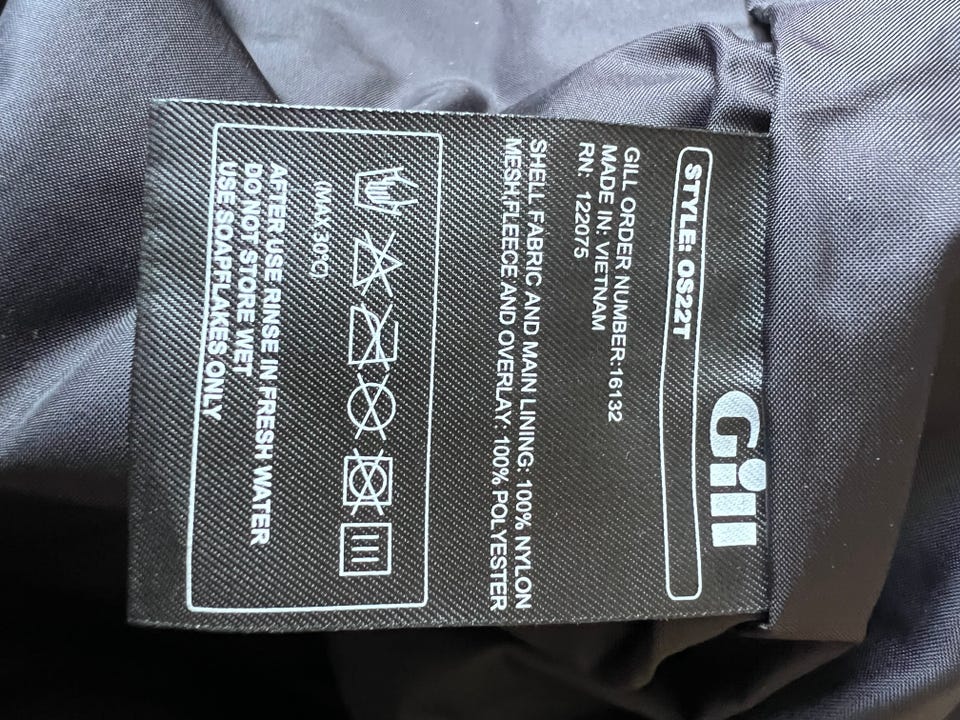 Gill
STYLE: OS22T
GILL ORDER NUMBER:16132
MADE IN: VIETNAM
RN: 122075
SHELL FABRIC AND MAIN LINING: 100% NYLON
MESH,FLEECE AND OVERLAY: 100% POLYESTER
(MAX 30°C)
AFTER USE RINSE IN FRESH WATER
DO NOT STORE WET
USE SOAPFLAKES ONLY